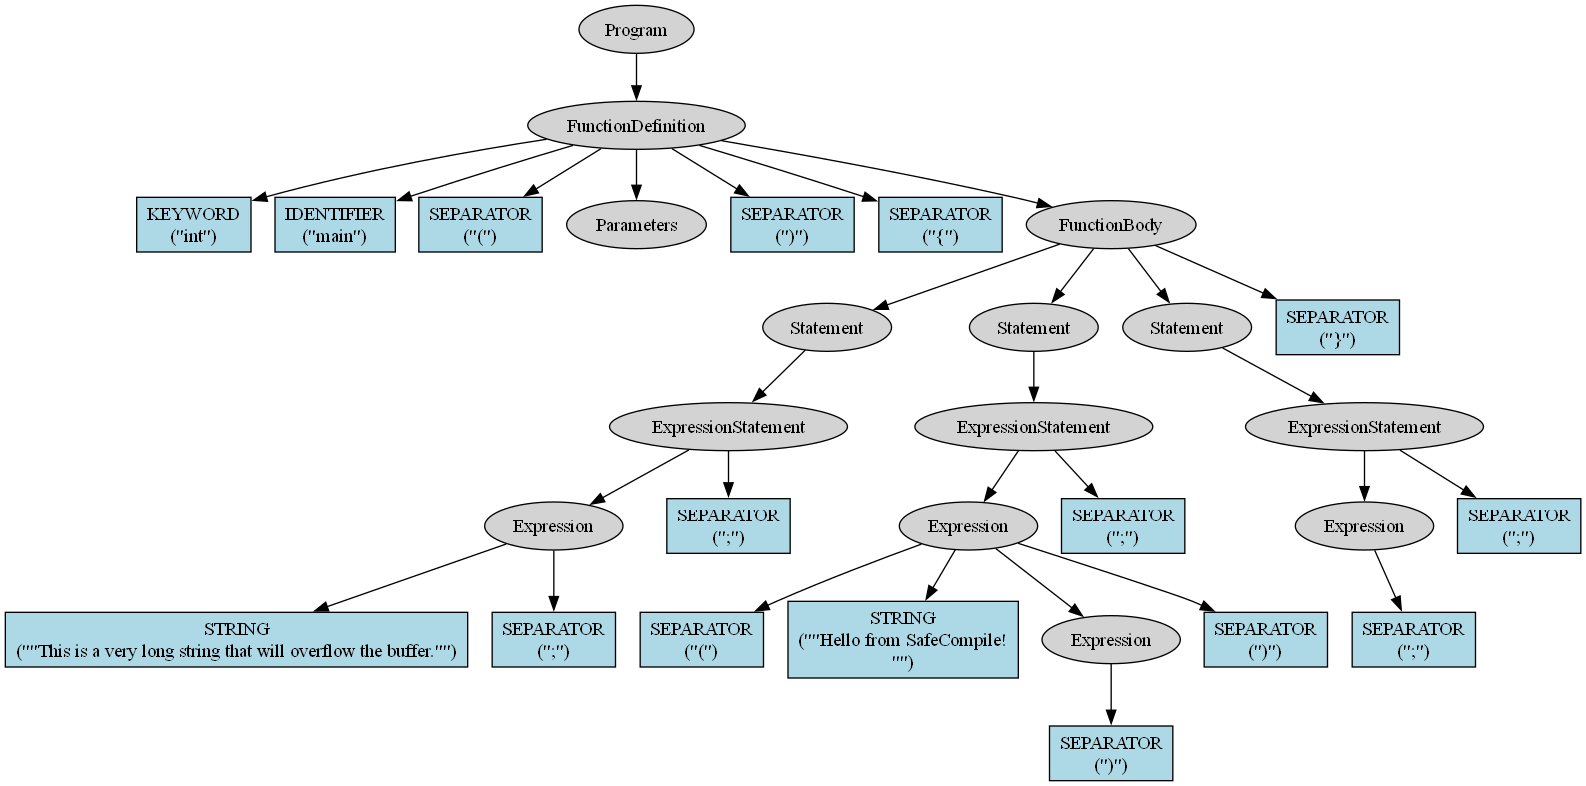 Program
FunctionDefinition
KEYWORD
("int")
IDENTIFIER
("main")
SEPARATOR
("(")
Parameters
SEPARATOR
(")")
SEPARATOR
("{")
FunctionBody
Statement
Statement
Statement
SEPARATOR
("}")
ExpressionStatement
ExpressionStatement
ExpressionStatement
Expression
SEPARATOR
(";")
Expression
SEPARATOR
(";")
Expression
SEPARATOR
(";")
STRING
(""This is a very long string that will overflow the buffer."")
SEPARATOR
(";")
SEPARATOR
("(")
STRING
(""Hello from SafeCompile!
"")
Expression
SEPARATOR
(")")
SEPARATOR
(";")
SEPARATOR
(")")